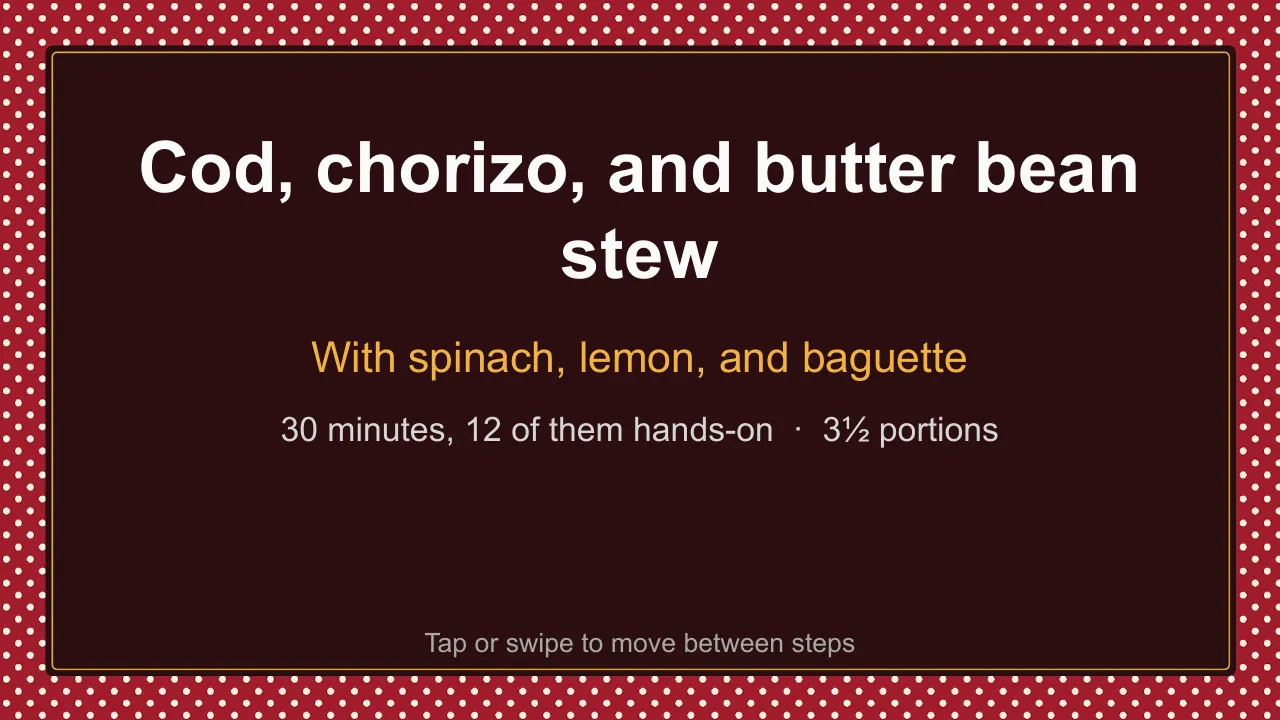 Cod, chorizo, and butter bean
stew
With spinach, lemon, and baguette
30 minutes, 12 of them hands-on · 3½ portions
Tap or swipe to move between steps